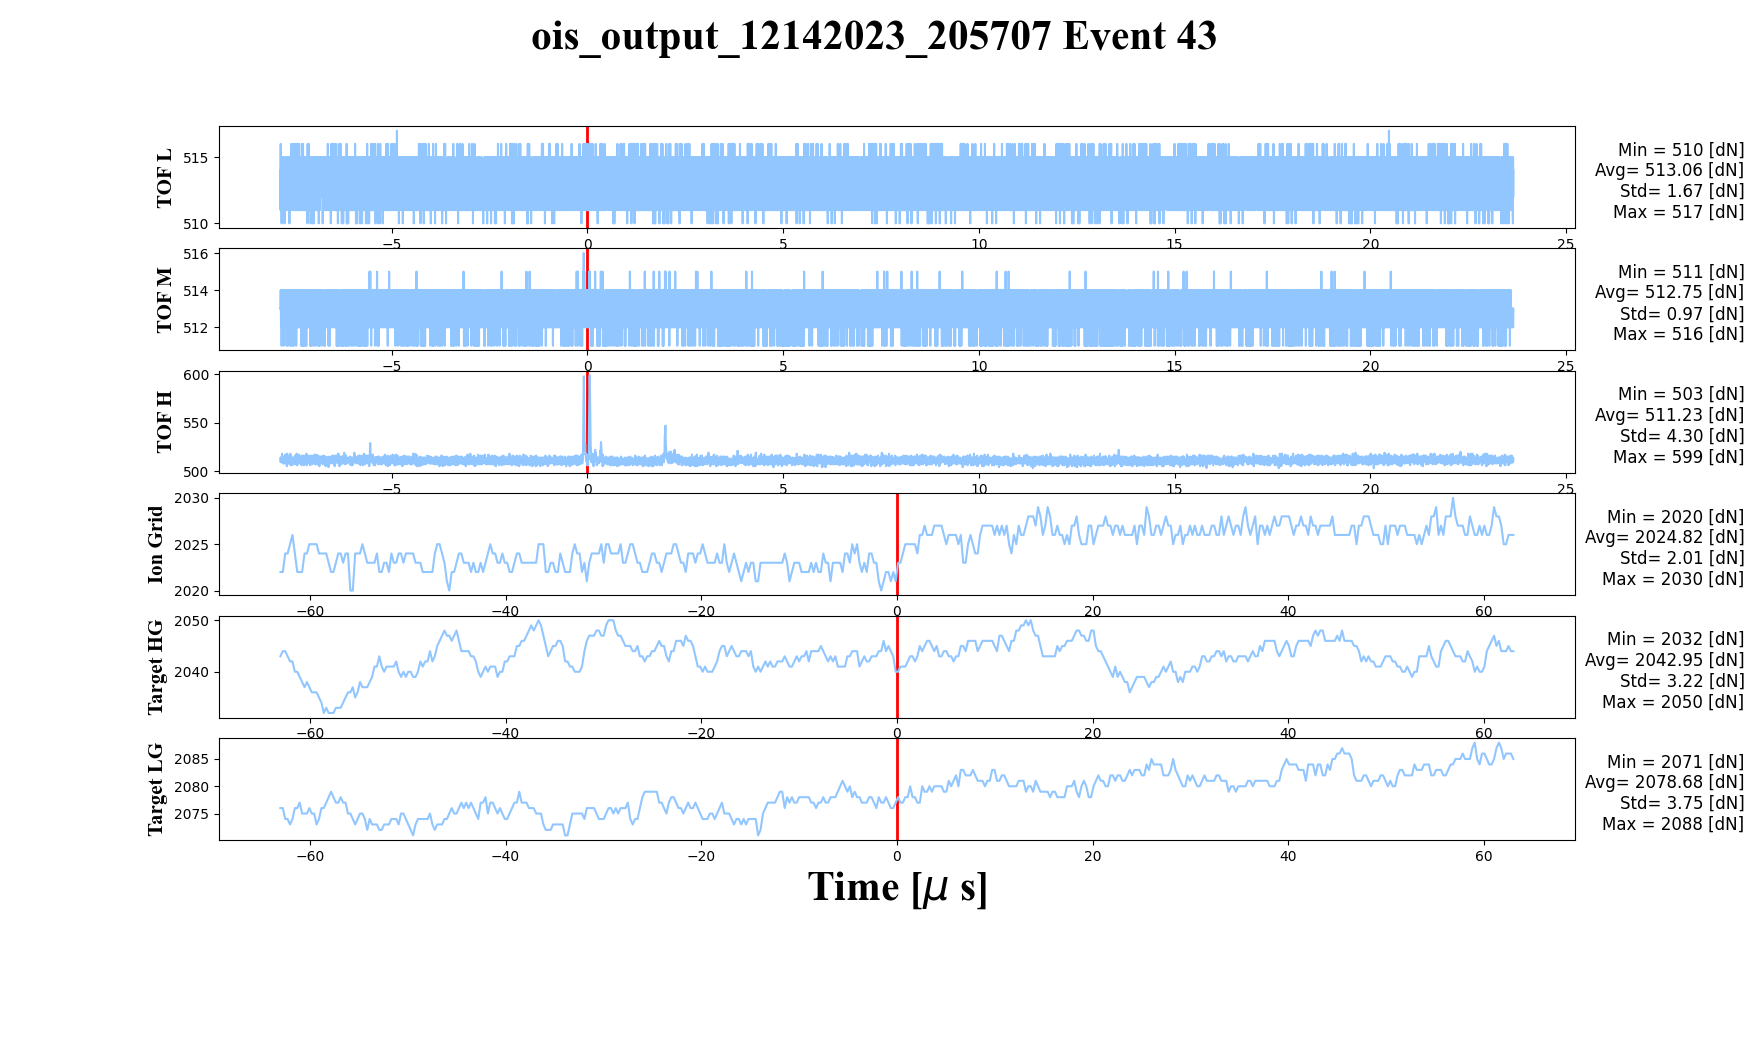 ois_output_12142023_205707 Event 43
TOF L
515
510
−5
0
5
10
15
20
25
Min = 510 [dN]
Avg= 513.06 [dN]
Std= 1.67 [dN]
Max = 517 [dN]
TOF M
516
514
512
−5
0
5
10
15
20
25
Min = 511 [dN]
Avg= 512.75 [dN]
Std= 0.97 [dN]
Max = 516 [dN]
TOF H
600
550
500
−5
0
5
10
15
20
25
Min = 503 [dN]
Avg= 511.23 [dN]
Std= 4.30 [dN]
Max = 599 [dN]
Ion Grid
2030
2025
2020
−60
−40
−20
0
20
40
60
Min = 2020 [dN]
Avg= 2024.82 [dN]
Std= 2.01 [dN]
Max = 2030 [dN]
Target HG
2050
2040
−60
−40
−20
0
20
40
60
Min = 2032 [dN]
Avg= 2042.95 [dN]
Std= 3.22 [dN]
Max = 2050 [dN]
Target LG
2085
2080
2075
−60
−40
−20
0
20
40
60
Min = 2071 [dN]
Avg= 2078.68 [dN]
Std= 3.75 [dN]
Max = 2088 [dN]
Time [μ s]